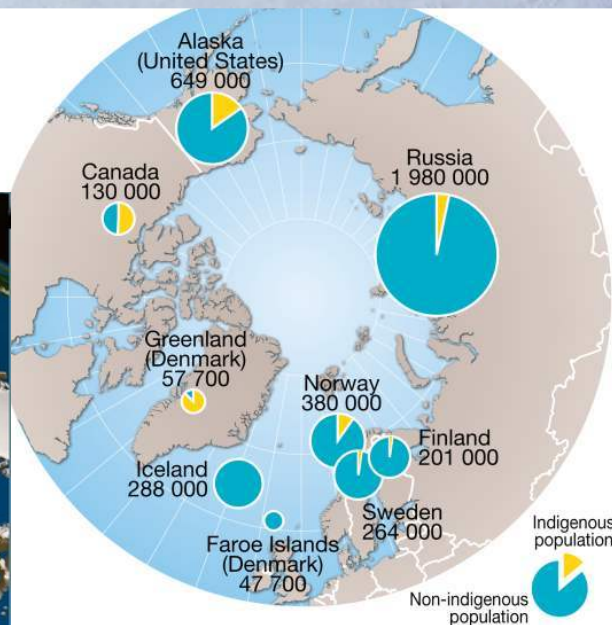 Alaska
(United States)
649 000
Canada
130 000
Russia
1 980 000
Greenland
(Denmark)
57 700
Norway
380 000
Finland
201 000
Iceland
288 000
Sweden
264 000
Faroe Islands
(Denmark)
47 700
Indigenous
population
Non-indigenous
population